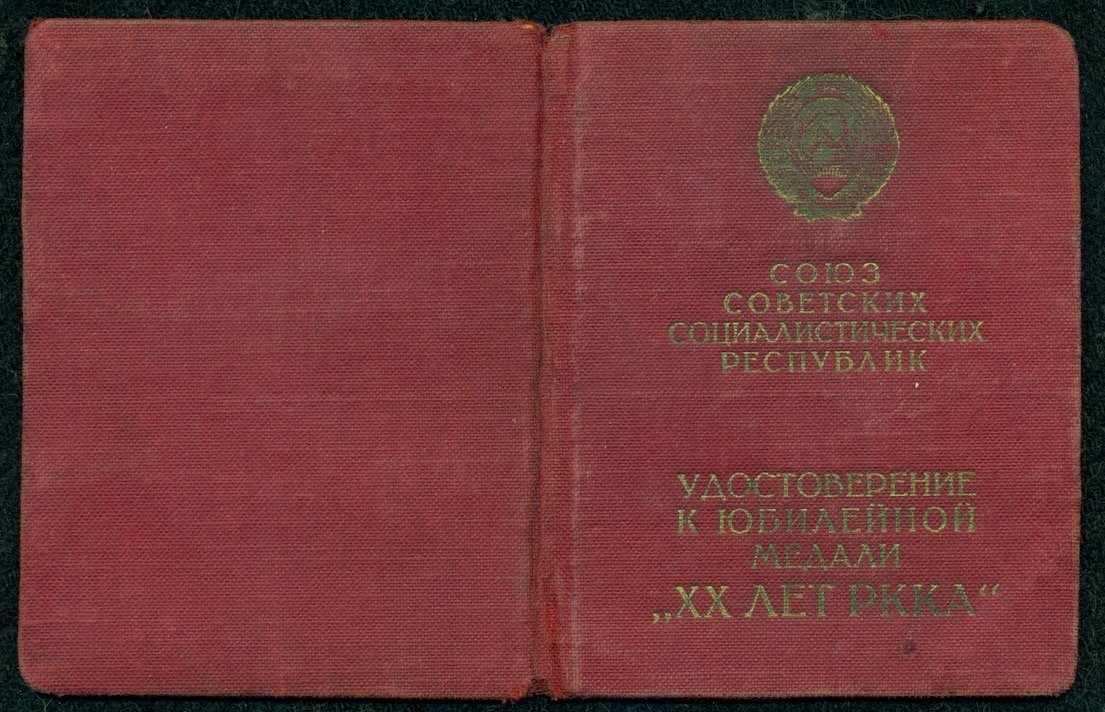 СОЮЗ
СОВЕТСКИХ
СОЦИАЛИСТИЧЕСКИХ
РЕСПУБЛИК
УДОСТОВЕРЕНИЕ
К ЮБИЛЕЙНОЙ
МЕДАЛИ
„XX ЛЕТ РККА“